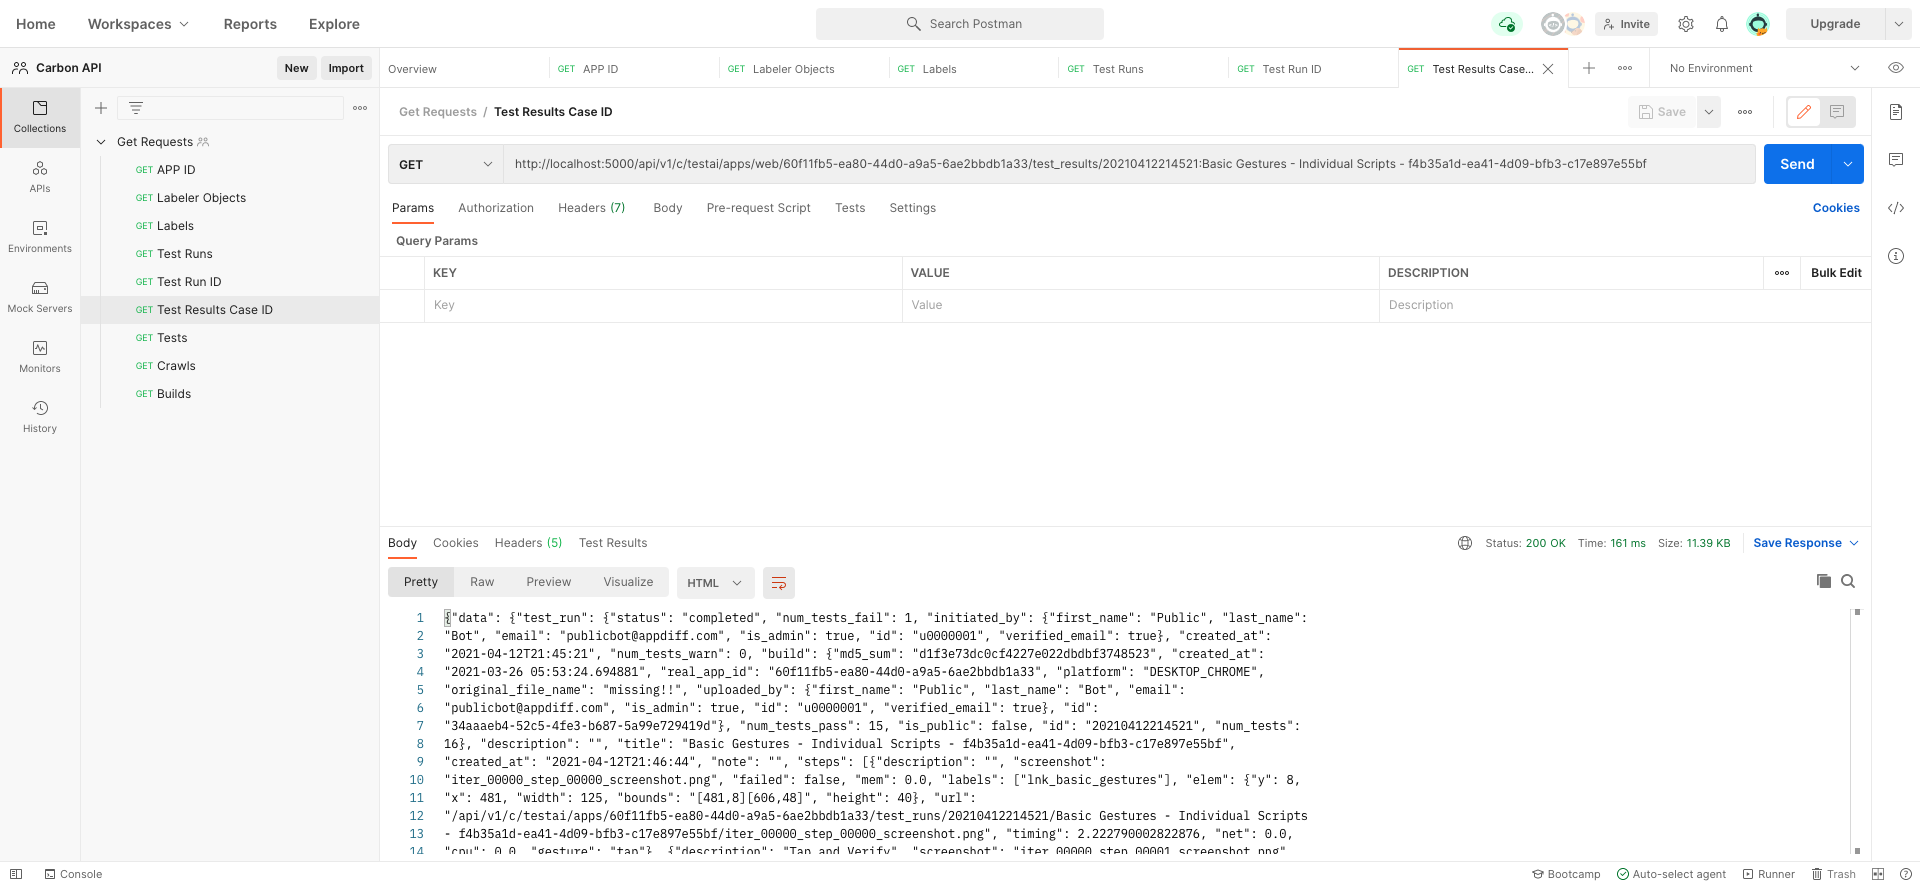 Home Workspaces Reports Explore Search Postman Invite Upgrade
Carbon API New Import Overview GET APP ID GET Labeler Objects GET Labels GET Test Runs GET Test Run ID GET Test Results Case... No Environment
Collections
APIs
Environments
Mock Servers
Monitors
History
Get Requests
GET APP ID
GET Labeler Objects
GET Labels
GET Test Runs
GET Test Run ID
GET Test Results Case ID
GET Tests
GET Crawls
GET Builds
Get Requests / Test Results Case ID Save
GET http://localhost:5000/api/v1/c/testai/apps/web/60f11fb5-ea80-44d0-a9a5-6ae2bbdb1a33/test_results/20210412214521:Basic Gestures - Individual Scripts - f4b35a1d-ea41-4d09-bfb3-c17e897e55bf Send
Params Authorization Headers (7) Body Pre-request Script Tests Settings Cookies
Query Params
KEY VALUE DESCRIPTION Bulk Edit
Key Value Description
Body Cookies Headers (5) Test Results Status: 200 OK Time: 161 ms Size: 11.39 KB Save Response
Pretty Raw Preview Visualize HTML
1 {"data": {"test_run": {"status": "completed", "num_tests_fail": 1, "initiated_by": {"first_name": "Public", "last_name":
2 "Bot", "email": "publicbot@appdiff.com", "is_admin": true, "id": "u0000001", "verified_email": true}, "created_at":
3 "2021-04-12T21:45:21", "num_tests_warn": 0, "build": {"md5_sum": "d1f3e73dc0cf4227e022dbdbf3748523", "created_at":
4 "2021-03-26 05:53:24.694881", "real_app_id": "60f11fb5-ea80-44d0-a9a5-6ae2bbdb1a33", "platform": "DESKTOP_CHROME",
5 "original_file_name": "missing!!", "uploaded_by": {"first_name": "Public", "last_name": "Bot", "email":
6 "publicbot@appdiff.com", "is_admin": true, "id": "u0000001", "verified_email": true}, "id":
7 "34aaaeb4-52c5-4fe3-b687-5a99e729419d"}, "num_tests_pass": 15, "is_public": false, "id": "20210412214521", "num_tests":
8 16}, "description": "", "title": "Basic Gestures - Individual Scripts - f4b35a1d-ea41-4d09-bfb3-c17e897e55bf",
9 "created_at": "2021-04-12T21:46:44", "note": "", "steps": [{"description": "", "screenshot":
10 "iter_00000_step_00000_screenshot.png", "failed": false, "mem": 0.0, "labels": ["lnk_basic_gestures"], "elem": {"y": 8,
11 "x": 481, "width": 125, "bounds": "[481,8][606,48]", "height": 40}, "url":
12 "/api/v1/c/testai/apps/60f11fb5-ea80-44d0-a9a5-6ae2bbdb1a33/test_runs/20210412214521/Basic Gestures - Individual Scripts
13 - f4b35a1d-ea41-4d09-bfb3-c17e897e55bf/iter_00000_step_00000_screenshot.png", "timing": 2.222790002822876, "net": 0.0,
14 "cpu": 0.0, "gesture": "tap"}, {"description": "Tap and Verify", "screenshot": "iter_00000_step_00001_screenshot.png"
Console Bootcamp Auto-select agent Runner Trash